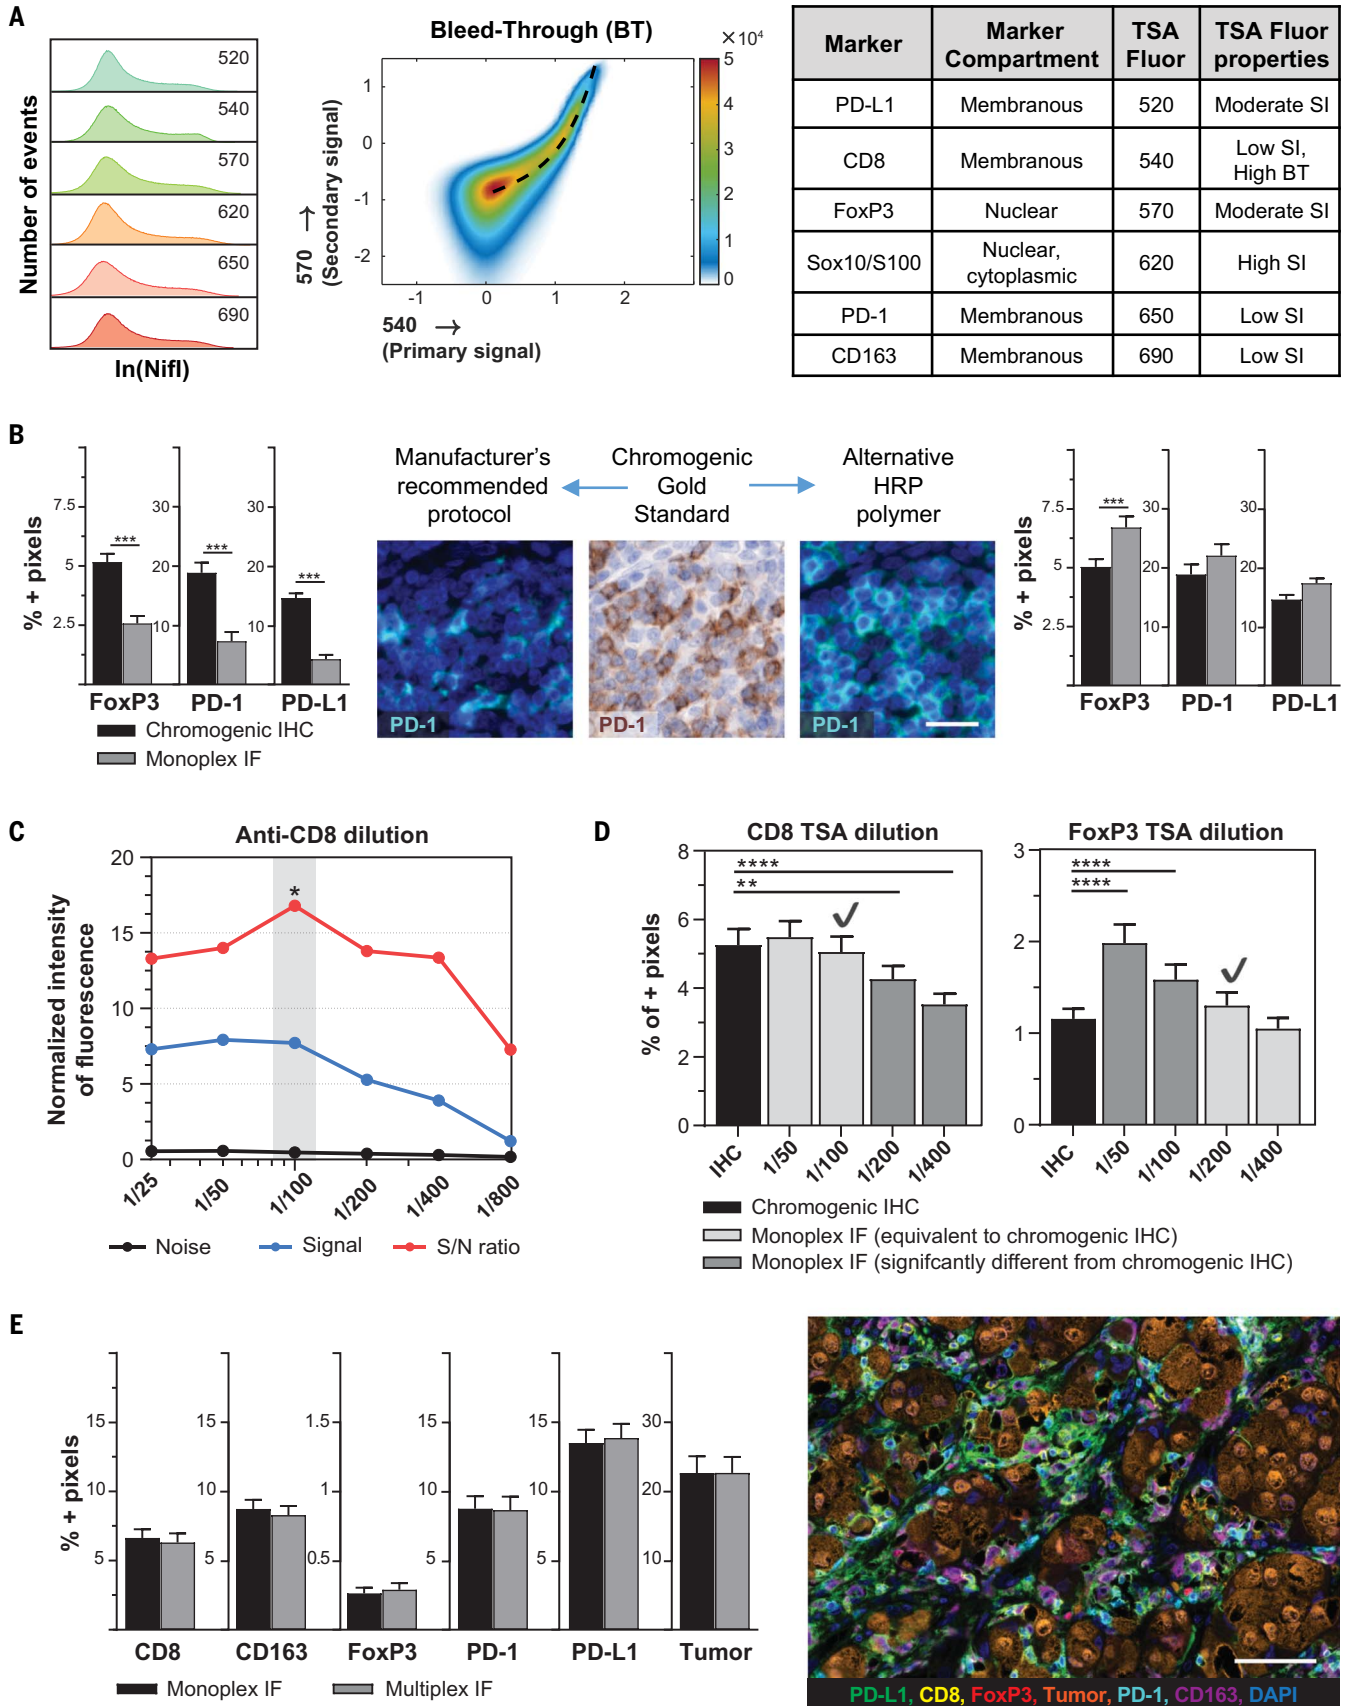 A
Number of events
520
540
570
620
650
690
ln(NifI)
Bleed-Through (BT)
×10⁴
5
4
3
2
1
0
1
0
-1
-2
-1
0
1
2
570 →
(Secondary signal)
540 →
(Primary signal)
Marker
Marker Compartment
TSA Fluor
TSA Fluor properties
PD-L1
Membranous
520
Moderate SI
CD8
Membranous
540
Low SI, High BT
FoxP3
Nuclear
570
Moderate SI
Sox10/S100
Nuclear, cytoplasmic
620
High SI
PD-1
Membranous
650
Low SI
CD163
Membranous
690
Low SI
B
% + pixels
7.5
5
2.5
30
20
10
30
20
10
***
***
***
FoxP3
PD-1
PD-L1
Chromogenic IHC
Monoplex IF
Manufacturer's
recommended
protocol
Chromogenic
Gold
Standard
Alternative
HRP
polymer
PD-1
PD-1
PD-1
% + pixels
7.5
5
2.5
30
20
10
30
20
10
***
FoxP3
PD-1
PD-L1
C
Anti-CD8 dilution
Normalized intensity
of fluorescence
20
15
10
5
0
*
1/25
1/50
1/100
1/200
1/400
1/800
Noise
Signal
S/N ratio
D
CD8 TSA dilution
% of + pixels
8
6
4
2
0
****
**
IHC
1/50
1/100
1/200
1/400
FoxP3 TSA dilution
3
2
1
0
****
****
IHC
1/50
1/100
1/200
1/400
Chromogenic IHC
Monoplex IF (equivalent to chromogenic IHC)
Monoplex IF (signifcantly different from chromogenic IHC)
E
% + pixels
15
10
5
15
10
5
1.5
1
0.5
15
10
5
15
10
5
30
20
10
CD8
CD163
FoxP3
PD-1
PD-L1
Tumor
Monoplex IF
Multiplex IF
PD-L1, CD8, FoxP3, Tumor, PD-1, CD163, DAPI